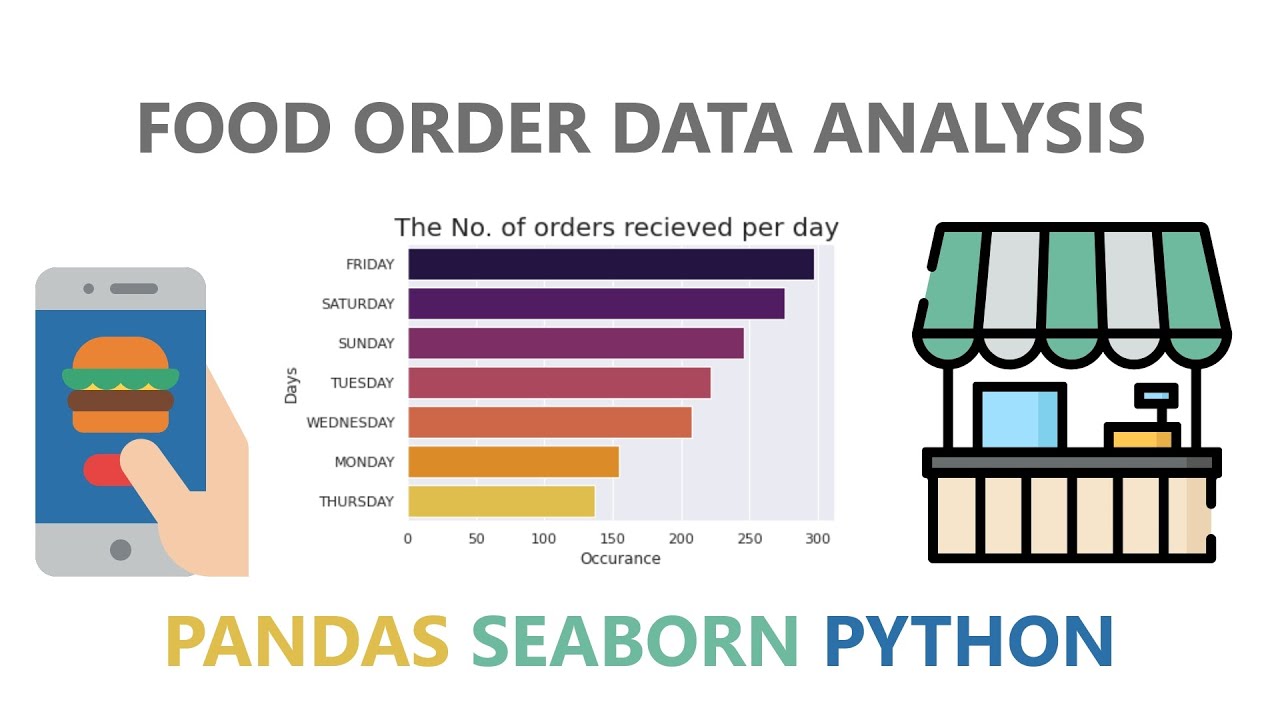 FOOD ORDER DATA ANALYSIS
The No. of orders recieved per day
FRIDAY
SATURDAY
SUNDAY
TUESDAY
WEDNESDAY
MONDAY
THURSDAY
Days
0 50 100 150 200 250 300
Occurance
PANDAS SEABORN PYTHON